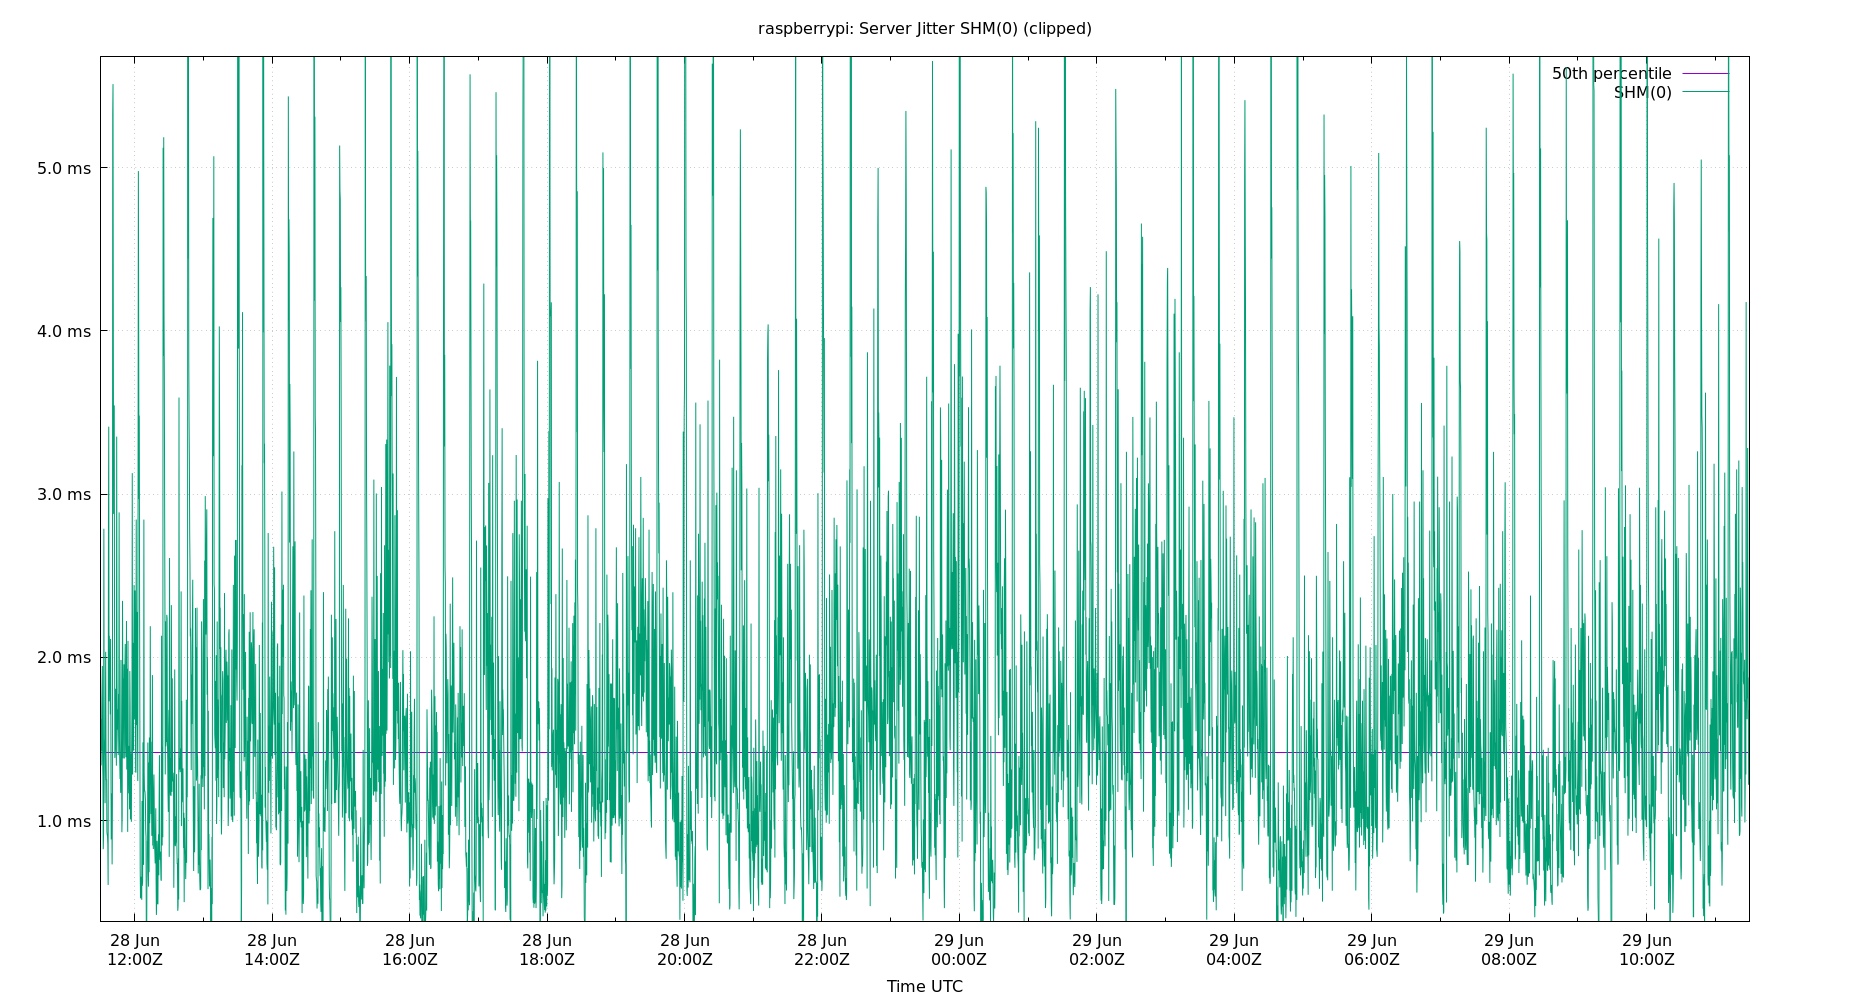 raspberrypi: Server Jitter SHM(0) (clipped)
50th percentile
SHM(0)
5.0 ms
4.0 ms
3.0 ms
2.0 ms
1.0 ms
28 Jun 28 Jun 28 Jun 28 Jun 28 Jun 28 Jun 29 Jun 29 Jun 29 Jun 29 Jun 29 Jun 29 Jun
12:00Z 14:00Z 16:00Z 18:00Z 20:00Z 22:00Z 00:00Z 02:00Z 04:00Z 06:00Z 08:00Z 10:00Z
Time UTC